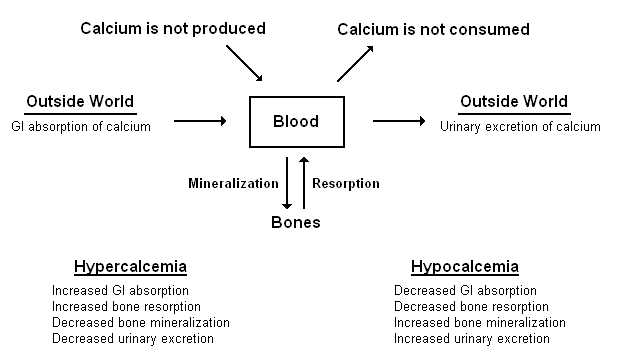 Calcium is not produced
Calcium is not consumed
Outside World
GI absorption of calcium
Blood
Outside World
Urinary excretion of calcium
Mineralization
Resorption
Bones
Hypercalcemia
Increased GI absorption
Increased bone resorption
Decreased bone mineralization
Decreased urinary excretion
Hypocalcemia
Decreased GI absorption
Decreased bone resorption
Increased bone mineralization
Increased urinary excretion